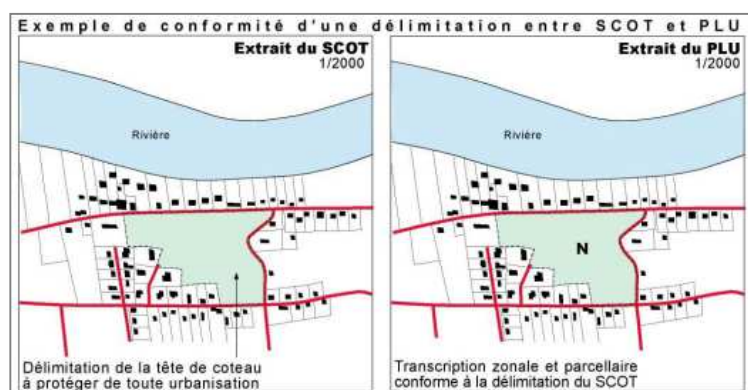 Exemple de conformité d'une délimitation entre SCOT et PLU
Extrait du SCOT
1/2000
Rivière
Délimitation de la tête de coteau
à protéger de toute urbanisation
Extrait du PLU
1/2000
Rivière
N
Transcription zonale et parcellaire
conforme à la délimitation du SCOT